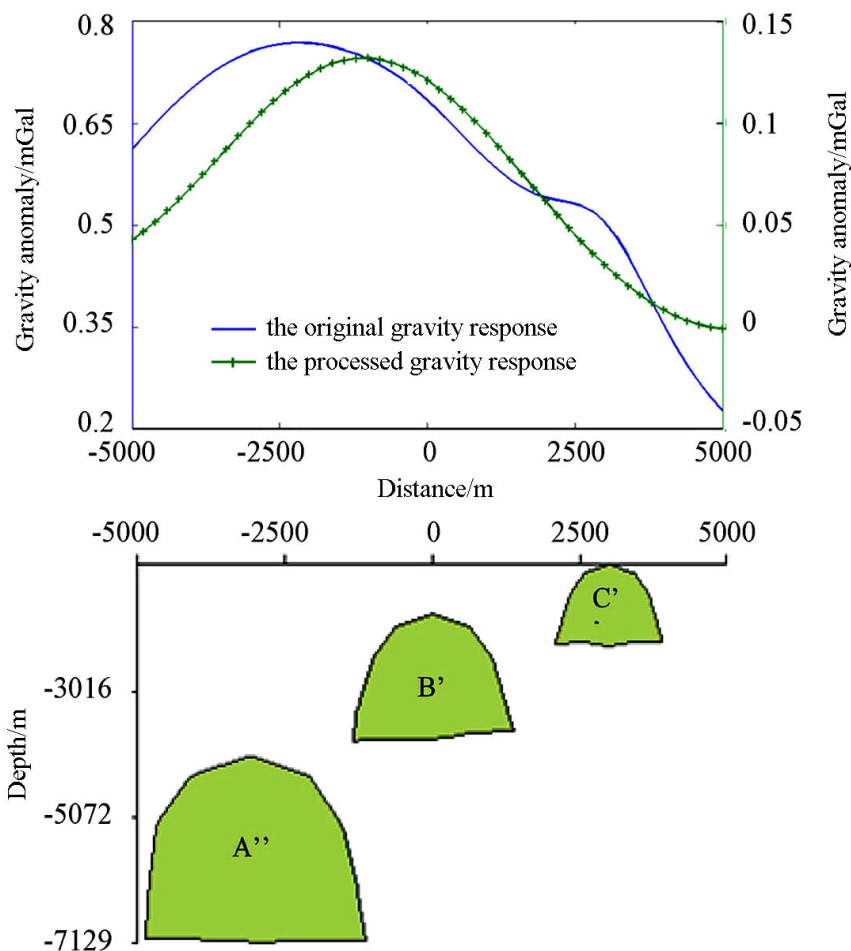 0.8
0.65
0.5
0.35
0.2
Gravity anomaly/mGal
0.15
0.1
0.05
0
-0.05
Gravity anomaly/mGal
the original gravity response
the processed gravity response
-5000 -2500 0 2500 5000
Distance/m
-5000 -2500 0 2500 5000
C'
B'
A''
-3016
-5072
-7129
Depth/m